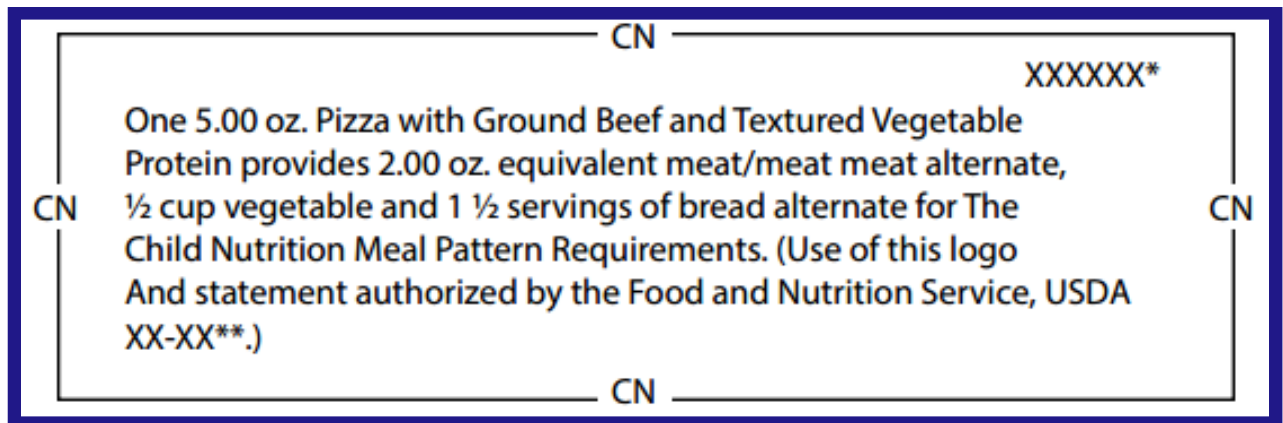 CN
XXXXXX*
One 5.00 oz. Pizza with Ground Beef and Textured Vegetable
Protein provides 2.00 oz. equivalent meat/meat meat alternate,
CN ½ cup vegetable and 1 ½ servings of bread alternate for The CN
Child Nutrition Meal Pattern Requirements. (Use of this logo
And statement authorized by the Food and Nutrition Service, USDA
XX-XX**.)
CN